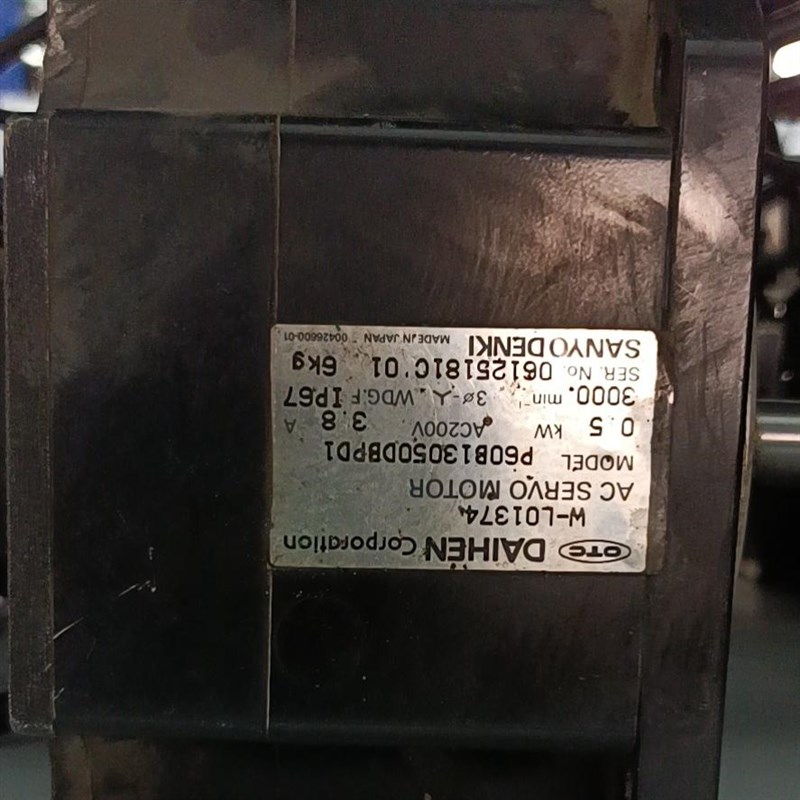 OTC DAIHEN Corporation
W-L01374
AC SERVO MOTOR
MODEL P60B13050DBPD1
0.5 kW AC200V 3.8 A
3000. min⁻¹ 3ø-⅄ WDG.F IP67
SER. No. 06125181C'01 6kg
SANYO DENKI MADE IN JAPAN 00426600-01